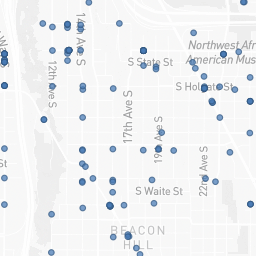 14th Ave S
Northwest Afri
American Mus
S State St
12th Ave S
S Holgate St
17th Ave S
19th Ave S
St
22nd Ave S
S Waite St
BEACON
HILL